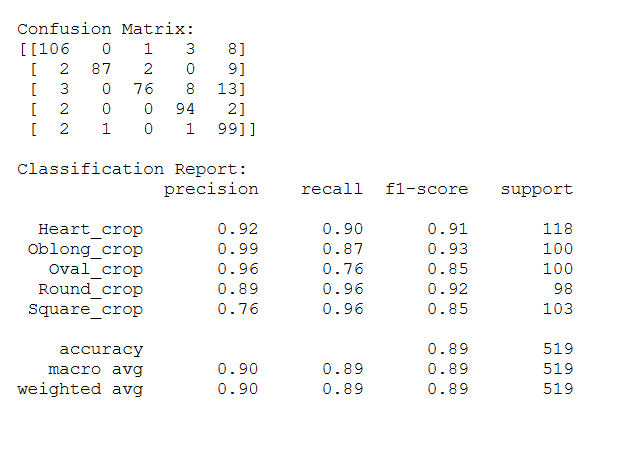 Confusion Matrix:
[[106   0   1   3   8]
 [  2  87   2   0   9]
 [  3   0  76   8  13]
 [  2   0   0  94   2]
 [  2   1   0   1  99]]
Classification Report:
              precision    recall  f1-score   support
  Heart_crop       0.92      0.90      0.91       118
 Oblong_crop       0.99      0.87      0.93       100
   Oval_crop       0.96      0.76      0.85       100
  Round_crop       0.89      0.96      0.92        98
 Square_crop       0.76      0.96      0.85       103
    accuracy                           0.89       519
   macro avg       0.90      0.89      0.89       519
weighted avg       0.90      0.89      0.89       519